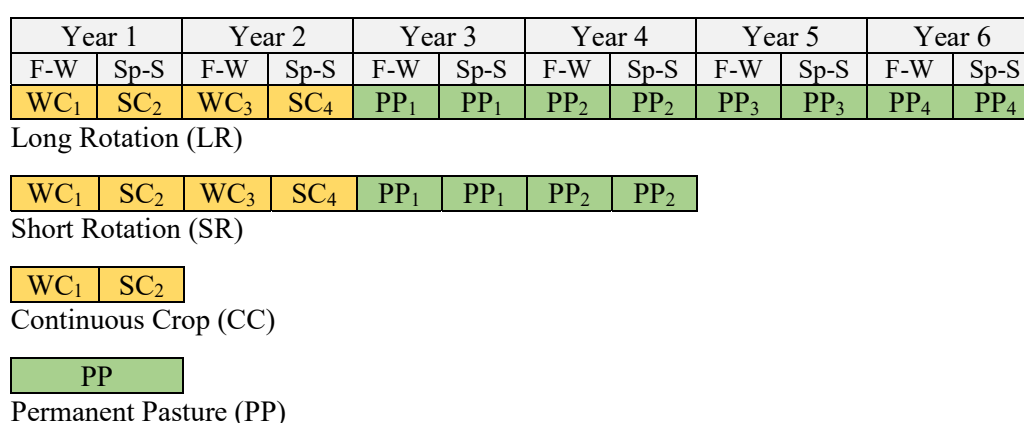 Year 1 Year 2 Year 3 Year 4 Year 5 Year 6
F-W Sp-S F-W Sp-S F-W Sp-S F-W Sp-S F-W Sp-S F-W Sp-S
WC₁ SC₂ WC₃ SC₄ PP₁ PP₁ PP₂ PP₂ PP₃ PP₃ PP₄ PP₄
Long Rotation (LR)
WC₁ SC₂ WC₃ SC₄ PP₁ PP₁ PP₂ PP₂
Short Rotation (SR)
WC₁ SC₂
Continuous Crop (CC)
PP
Permanent Pasture (PP)